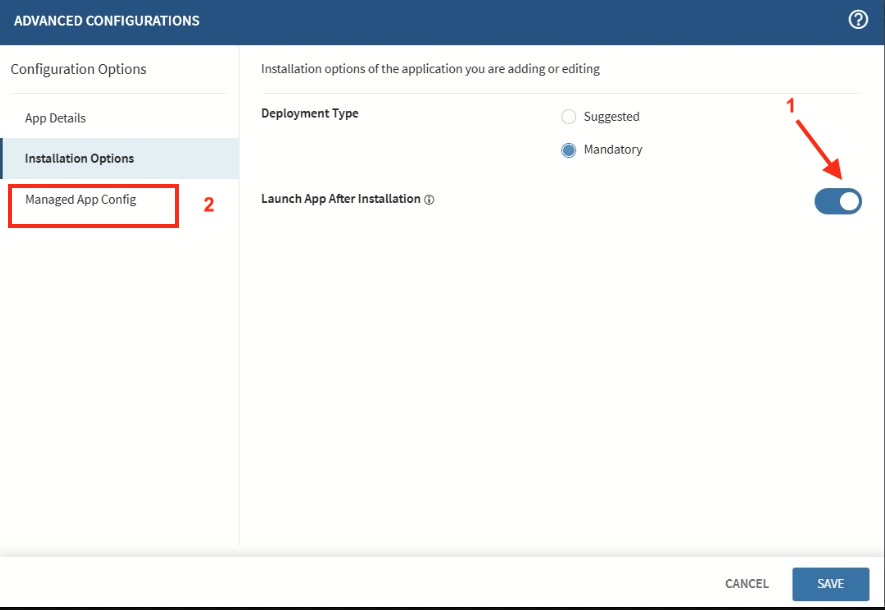 ADVANCED CONFIGURATIONS
Configuration Options
App Details
Installation Options
Managed App Config
2
Installation options of the application you are adding or editing
Deployment Type
Suggested
Mandatory
1
Launch App After Installation
CANCEL
SAVE